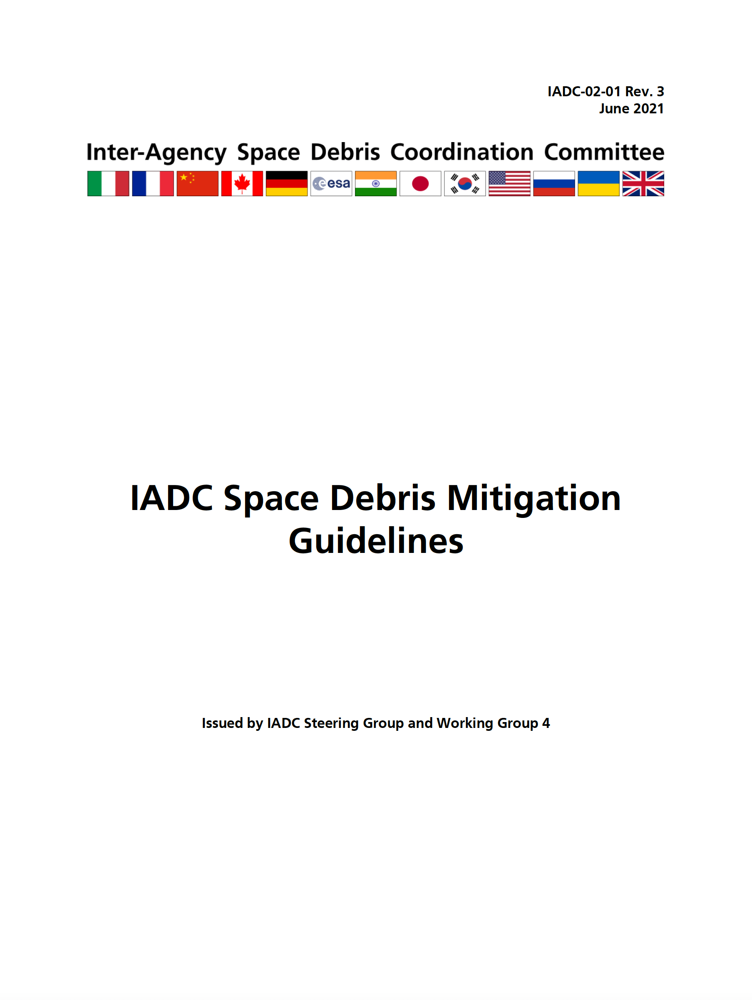 IADC-02-01 Rev. 3
June 2021
Inter-Agency Space Debris Coordination Committee
esa
IADC Space Debris Mitigation
Guidelines
Issued by IADC Steering Group and Working Group 4